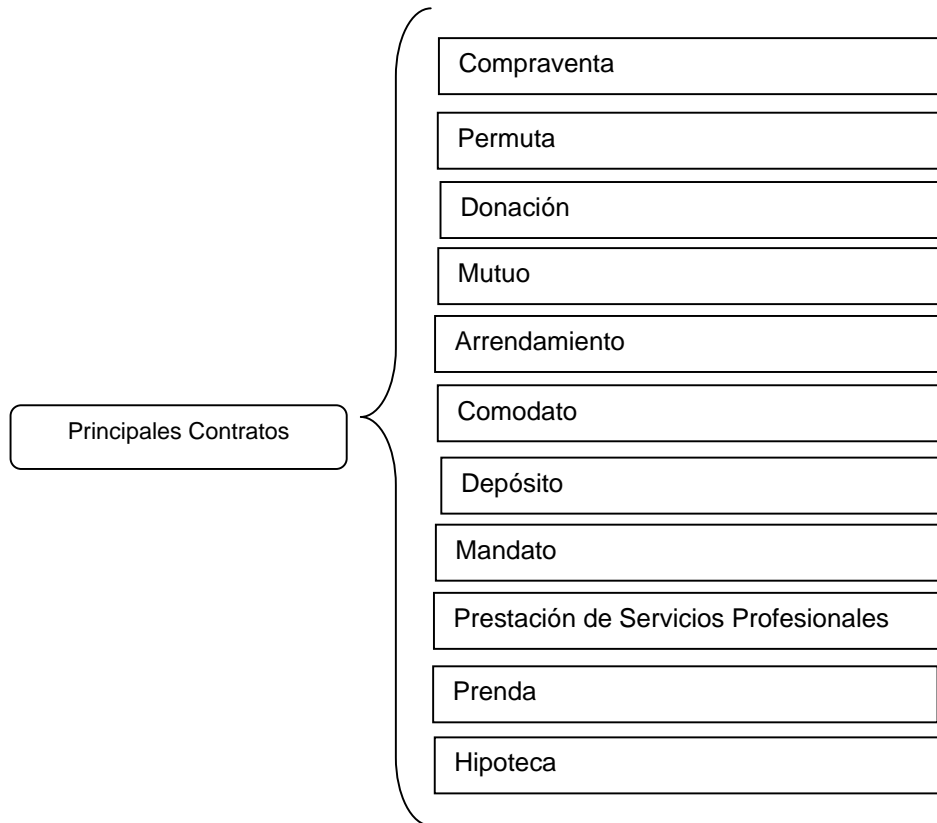 Principales Contratos
Compraventa
Permuta
Donación
Mutuo
Arrendamiento
Comodato
Depósito
Mandato
Prestación de Servicios Profesionales
Prenda
Hipoteca